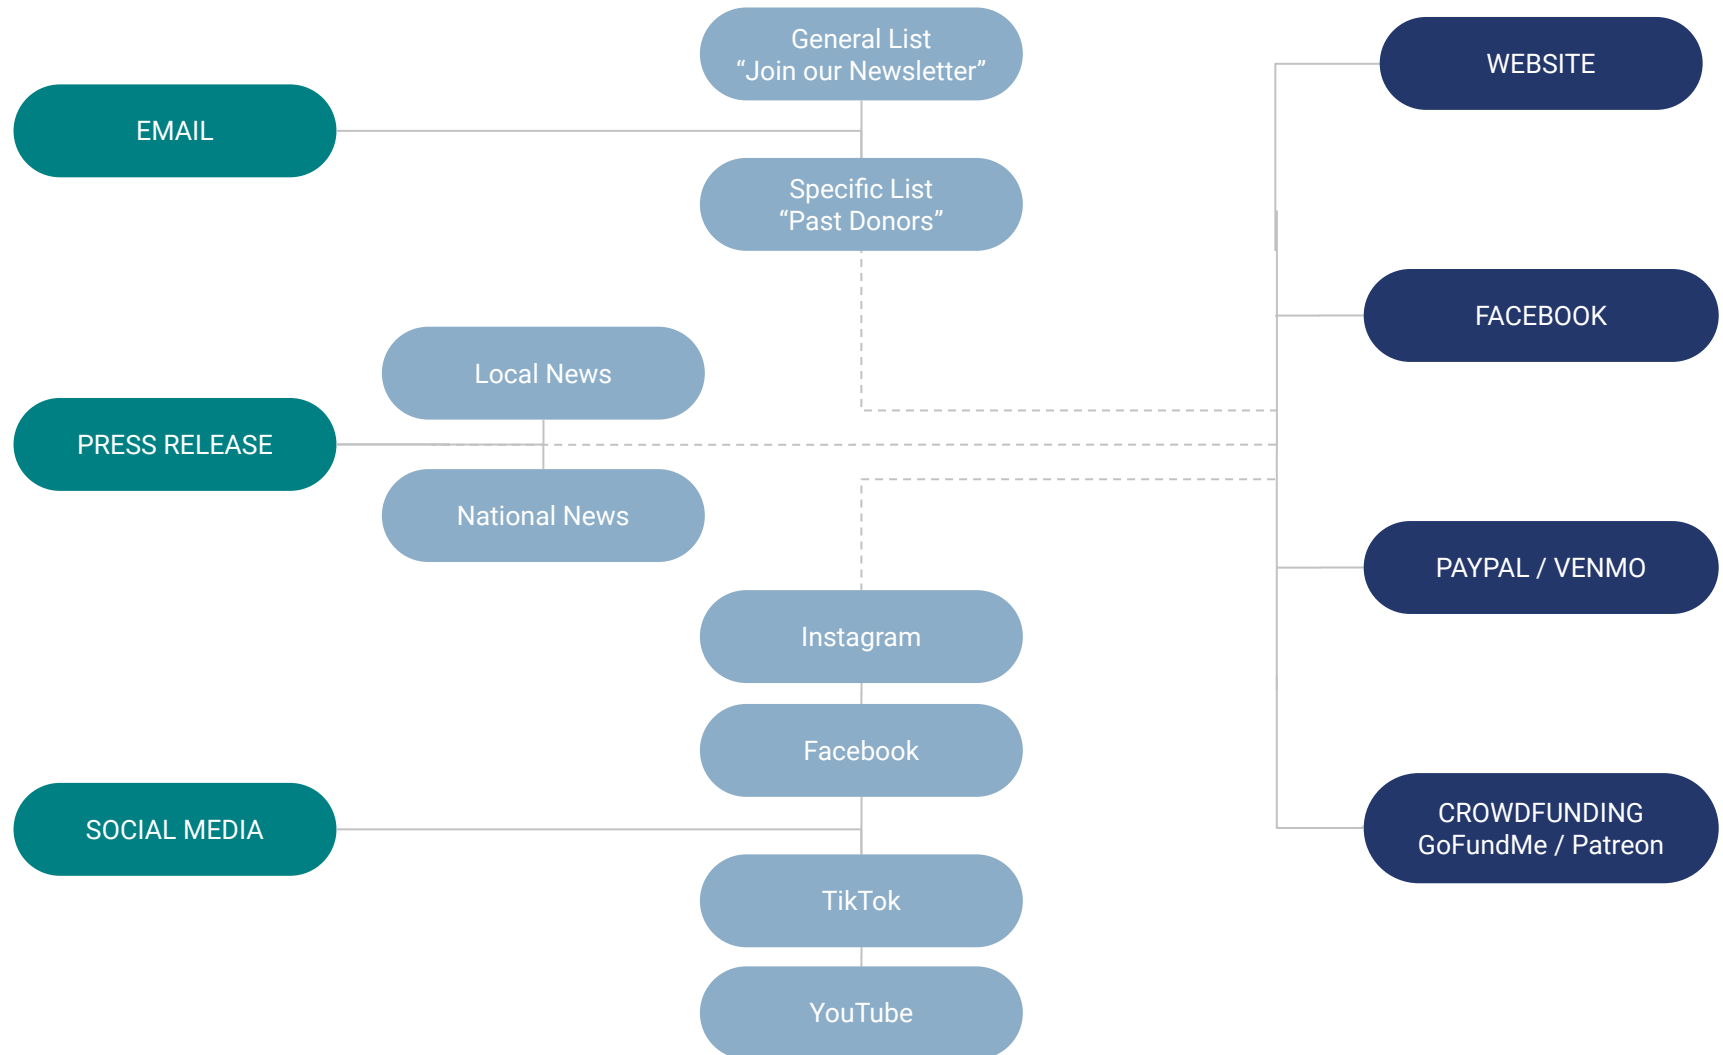 EMAIL
General List
“Join our Newsletter”
Specific List
“Past Donors”
PRESS RELEASE
Local News
National News
SOCIAL MEDIA
Instagram
Facebook
TikTok
YouTube
WEBSITE
FACEBOOK
PAYPAL / VENMO
CROWDFUNDING
GoFundMe / Patreon